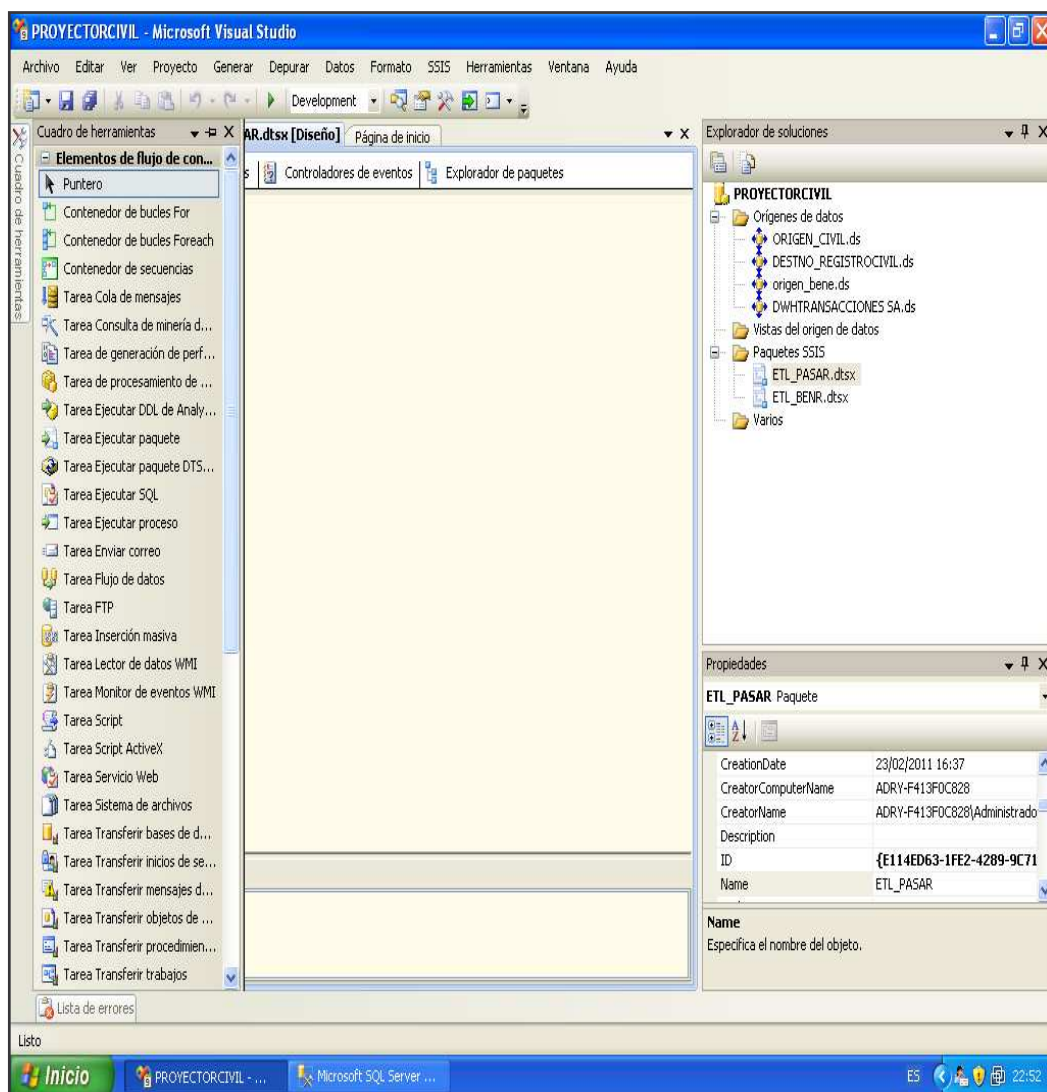 PROYECTORCIVIL - Microsoft Visual Studio
Archivo Editar Ver Proyecto Generar Depurar Datos Formato SSIS Herramientas Ventana Ayuda
Development
Cuadro de herramientas
Cuadro de herramientas
Elementos de flujo de con...
Puntero
Contenedor de bucles For
Contenedor de bucles Foreach
Contenedor de secuencias
Tarea Cola de mensajes
Tarea Consulta de minería d...
Tarea de generación de perf...
Tarea de procesamiento de ...
Tarea Ejecutar DDL de Analy...
Tarea Ejecutar paquete
Tarea Ejecutar paquete DTS...
Tarea Ejecutar SQL
Tarea Ejecutar proceso
Tarea Enviar correo
Tarea Flujo de datos
Tarea FTP
Tarea Inserción masiva
Tarea Lector de datos WMI
Tarea Monitor de eventos WMI
Tarea Script
Tarea Script ActiveX
Tarea Servicio Web
Tarea Sistema de archivos
Tarea Transferir bases de d...
Tarea Transferir inicios de se...
Tarea Transferir mensajes d...
Tarea Transferir objetos de ...
Tarea Transferir procedimien...
Tarea Transferir trabajos
AR.dtsx [Diseño] Página de inicio
s Controladores de eventos Explorador de paquetes
Explorador de soluciones
PROYECTORCIVIL
Orígenes de datos
ORIGEN_CIVIL.ds
DESTNO_REGISTROCIVIL.ds
origen_bene.ds
DWHTRANSACCIONES SA.ds
Vistas del origen de datos
Paquetes SSIS
ETL_PASAR.dtsx
ETL_BENR.dtsx
Varios
Propiedades
ETL_PASAR Paquete
CreationDate 23/02/2011 16:37
CreatorComputerName ADRY-F413F0C828
CreatorName ADRY-F413F0C828\Administrado
Description
ID {E114ED63-1FE2-4289-9C71
Name ETL_PASAR
Name
Especifica el nombre del objeto.
Lista de errores
Listo
Inicio PROYECTORCIVIL - ... Microsoft SQL Server ... ES 22:52